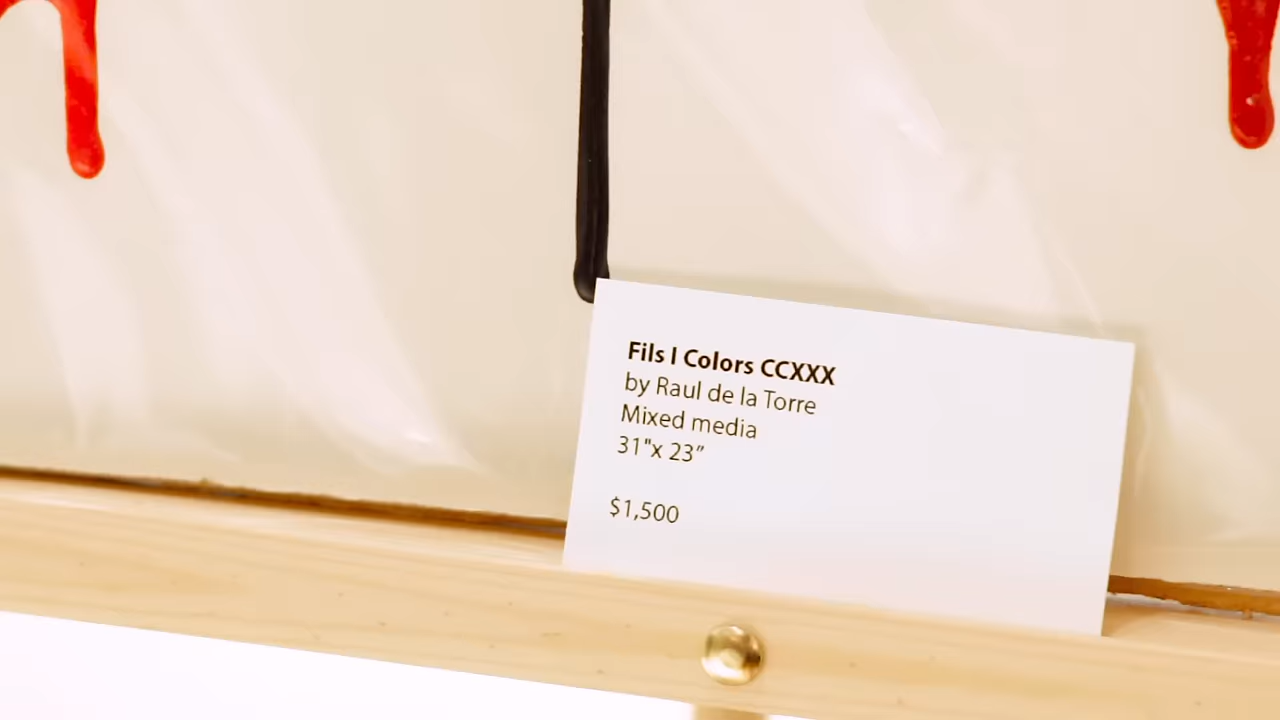 Fils I Colors CCXXX
by Raul de la Torre
Mixed media
31"x 23”
$1,500